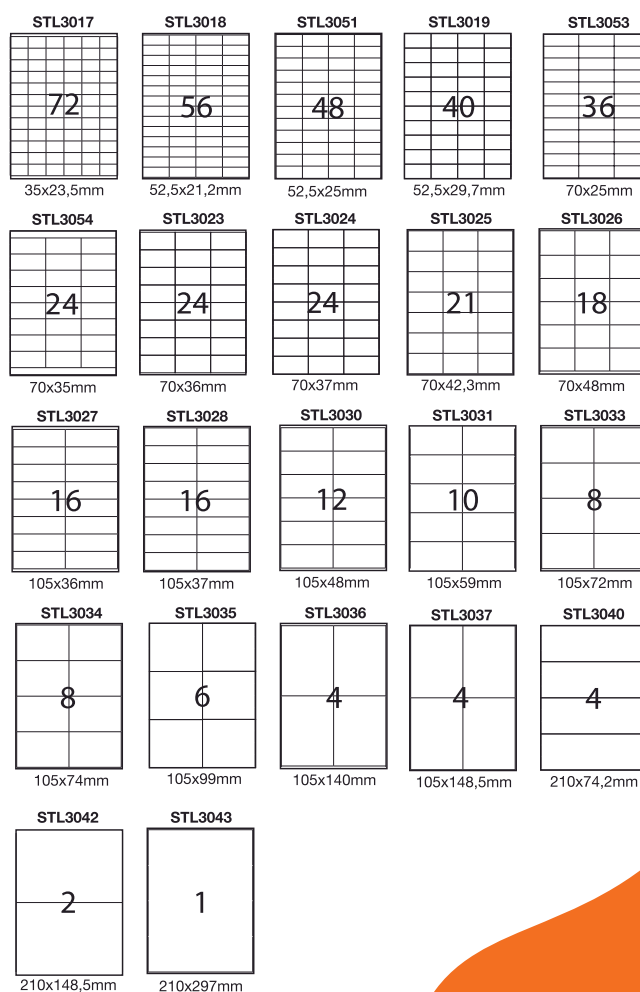 STL3017 STL3018 STL3051 STL3019 STL3053
72 56 48 40 36
35x23,5mm 52,5x21,2mm 52,5x25mm 52,5x29,7mm 70x25mm
STL3054 STL3023 STL3024 STL3025 STL3026
24 24 24 21 18
70x35mm 70x36mm 70x37mm 70x42,3mm 70x48mm
STL3027 STL3028 STL3030 STL3031 STL3033
16 16 12 10 8
105x36mm 105x37mm 105x48mm 105x59mm 105x72mm
STL3034 STL3035 STL3036 STL3037 STL3040
8 6 4 4 4
105x74mm 105x99mm 105x140mm 105x148,5mm 210x74,2mm
STL3042 STL3043
2 1
210x148,5mm 210x297mm